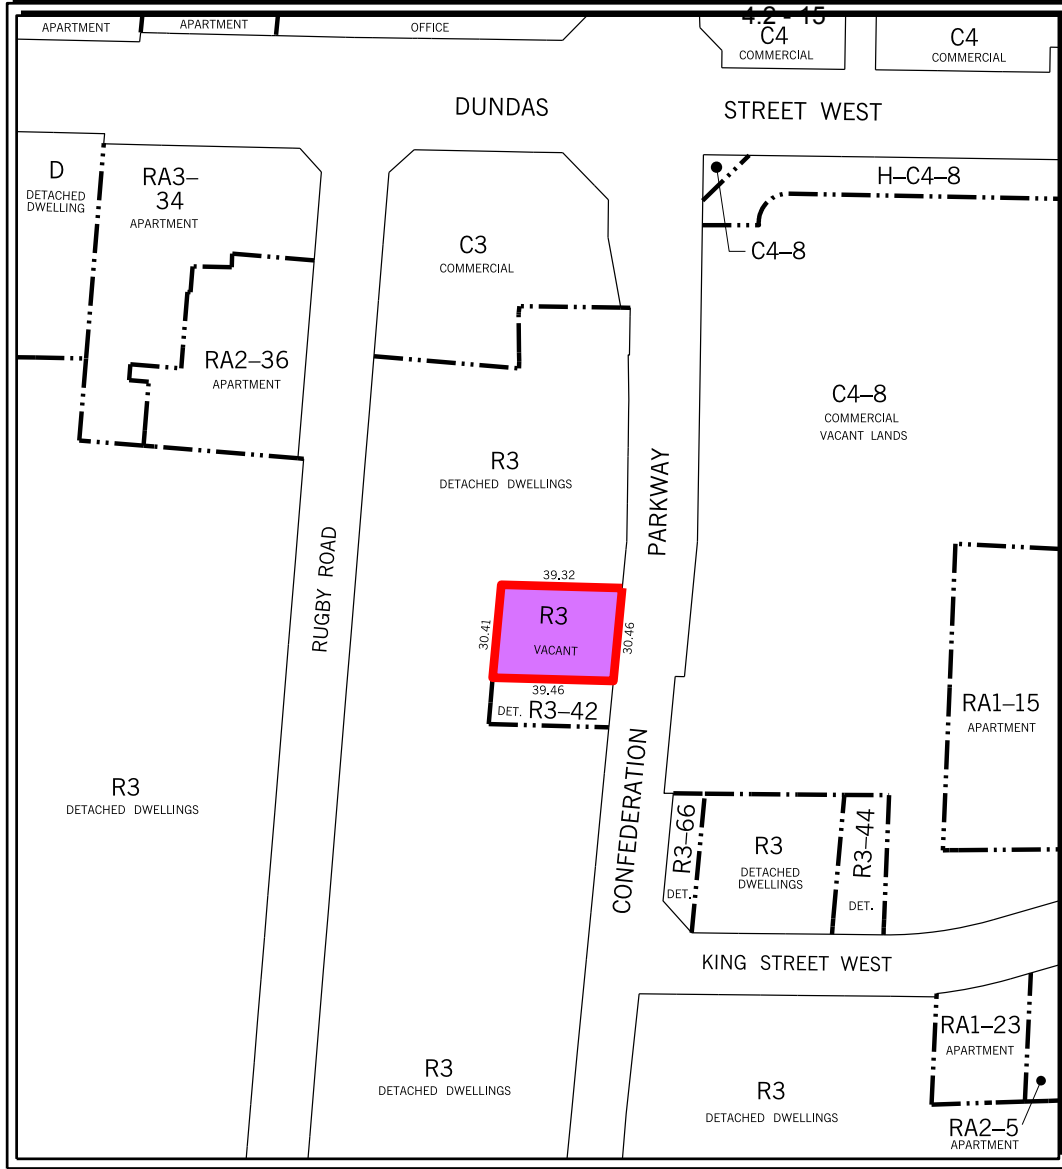 4.2 - 15
APARTMENT
APARTMENT
OFFICE
C4
COMMERCIAL
C4
COMMERCIAL
DUNDAS
STREET WEST
D
DETACHED
DWELLING
RA3–
34
APARTMENT
H–C4–8
C4–8
C3
COMMERCIAL
RA2–36
APARTMENT
C4–8
COMMERCIAL
VACANT LANDS
R3
DETACHED DWELLINGS
PARKWAY
RUGBY ROAD
39.32
30.41
R3
VACANT
30.46
39.46
DET. R3–42
RA1–15
APARTMENT
CONFEDERATION
R3
DETACHED DWELLINGS
R3–66
DET.
R3
DETACHED
DWELLINGS
R3–44
DET.
KING STREET WEST
RA1–23
APARTMENT
R3
DETACHED DWELLINGS
R3
DETACHED DWELLINGS
RA2–5
APARTMENT